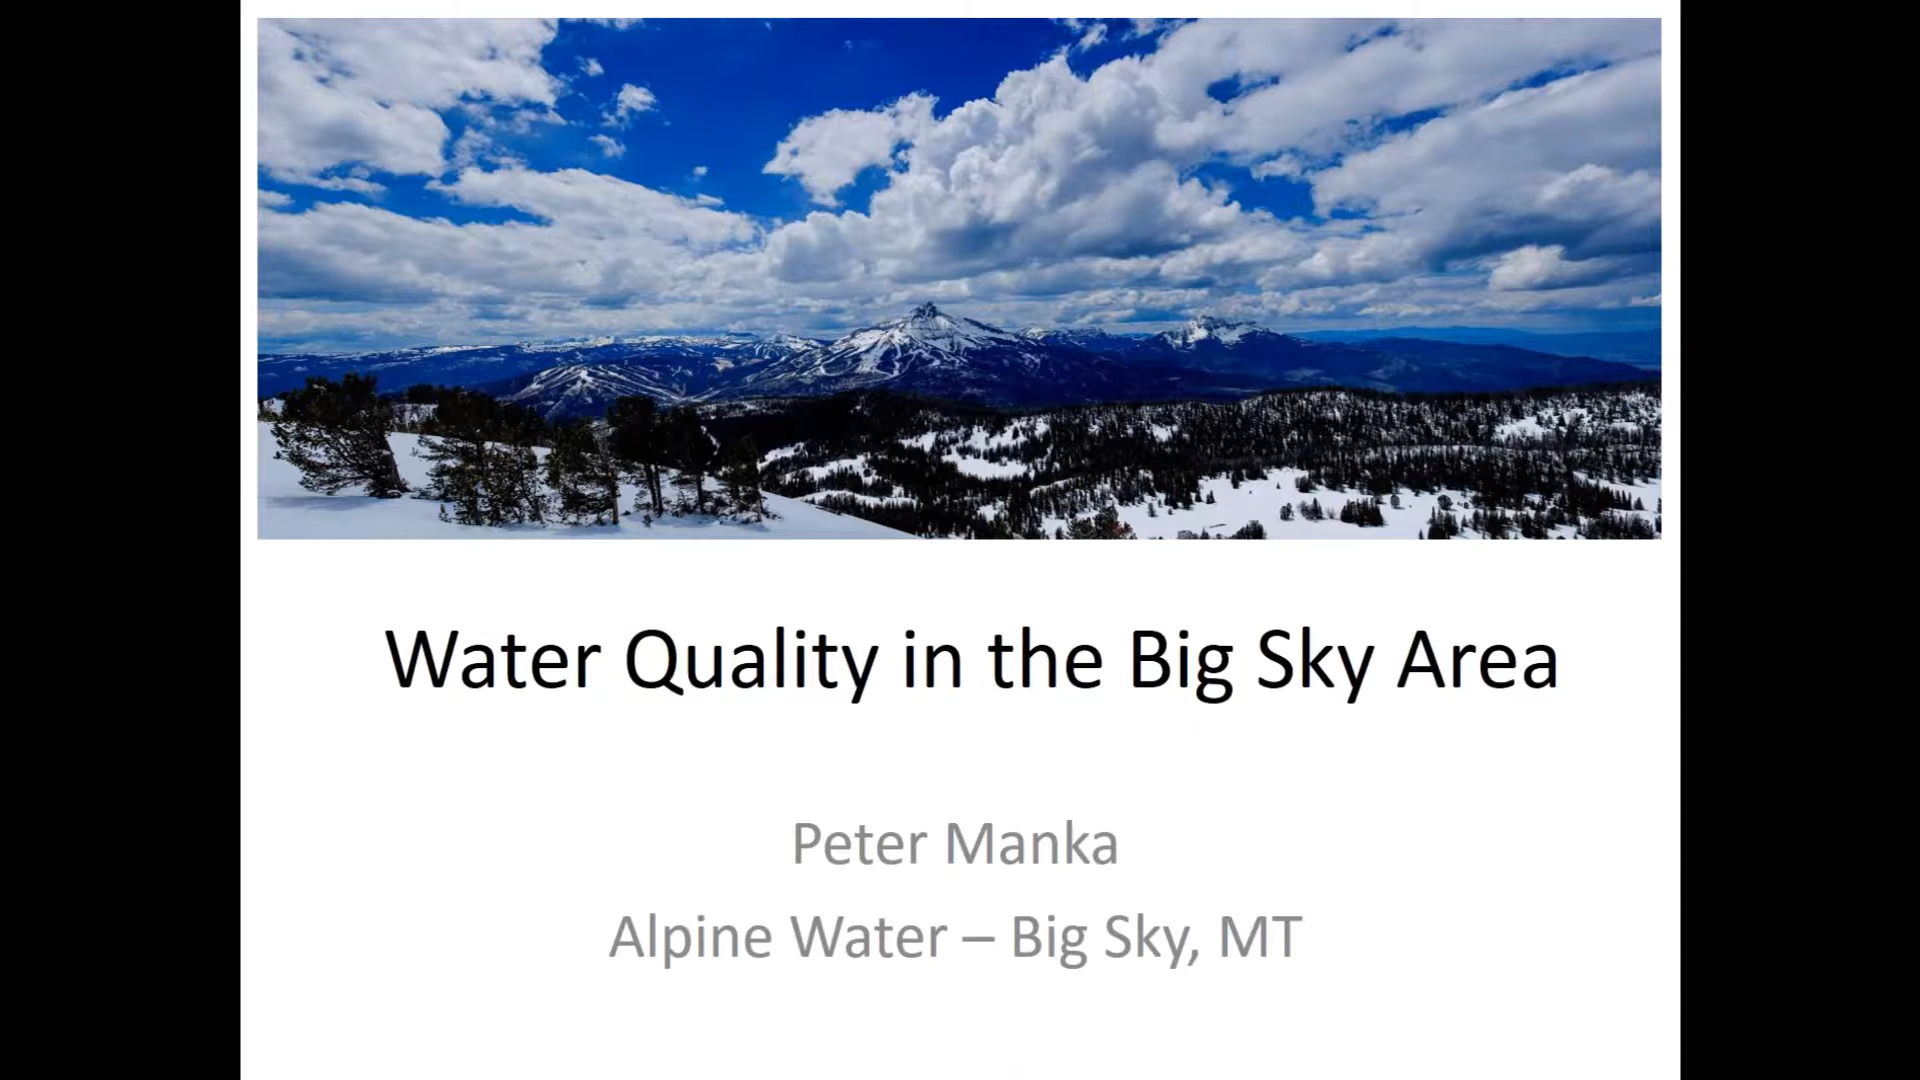 Water Quality in the Big Sky Area
Peter Manka
Alpine Water – Big Sky, MT